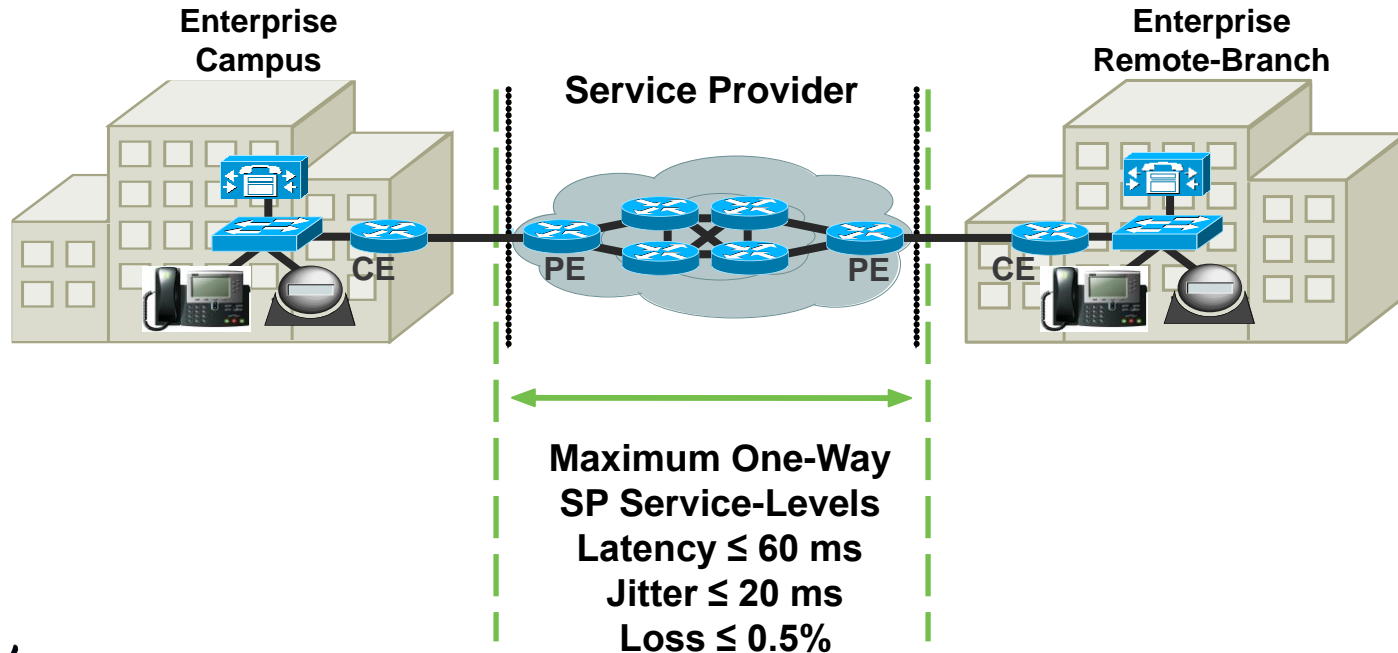 Enterprise
Campus
Enterprise
Remote-Branch
Service Provider
CE
PE
PE
CE
Maximum One-Way
SP Service-Levels
Latency ≤ 60 ms
Jitter ≤ 20 ms
Loss ≤ 0.5%